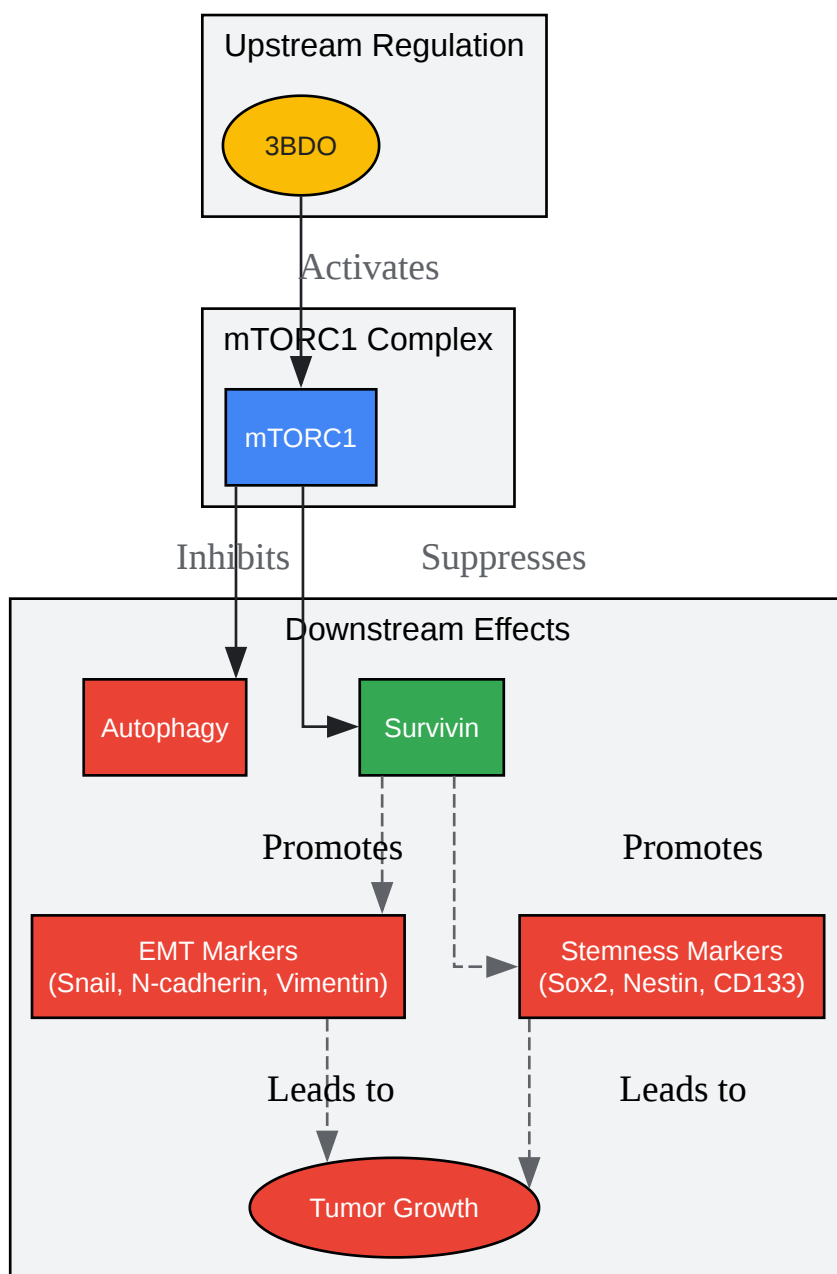 Upstream Regulation
3BDO
Activates
mTORC1 Complex
mTORC1
Inhibits
Suppresses
Downstream Effects
Autophagy
Survivin
Promotes
Promotes
EMT Markers
(Snail, N-cadherin, Vimentin)
Stemness Markers
(Sox2, Nestin, CD133)
Leads to
Leads to
Tumor Growth